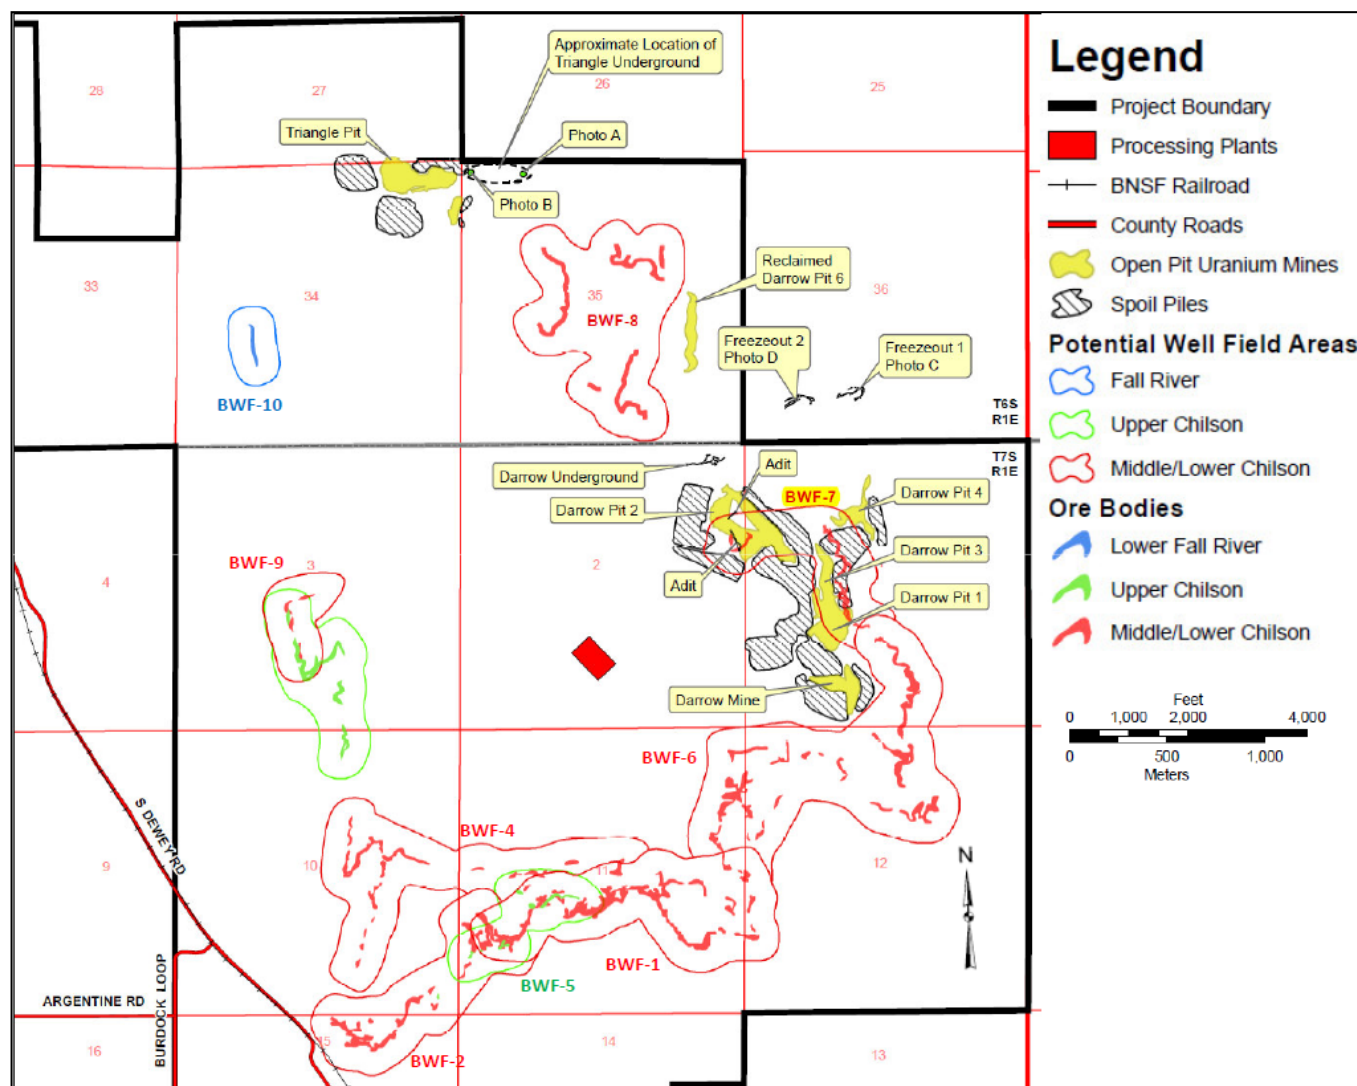 Legend
Project Boundary
Processing Plants
BNSF Railroad
County Roads
Open Pit Uranium Mines
Spoil Piles
Potential Well Field Areas
Fall River
Upper Chilson
Middle/Lower Chilson
Ore Bodies
Lower Fall River
Upper Chilson
Middle/Lower Chilson
Feet
0 1,000 2,000 4,000
0 500 1,000
Meters
28
27
26
25
Approximate Location of
Triangle Underground
Triangle Pit
Photo A
Photo B
33
34
35
36
Reclaimed
Darrow Pit 6
BWF-8
Freezeout 2
Photo D
Freezeout 1
Photo C
BWF-10
T6S
R1E
T7S
R1E
Darrow Underground
Adit
BWF-7
Darrow Pit 4
Darrow Pit 2
Darrow Pit 3
Adit
Darrow Pit 1
4
BWF-9
3
2
Darrow Mine
BWF-6
S DEWEY RD
BWF-4
9
10
11
12
N
BWF-1
BWF-5
ARGENTINE RD
BURDOCK LOOP
BWF-2
16
15
14
13